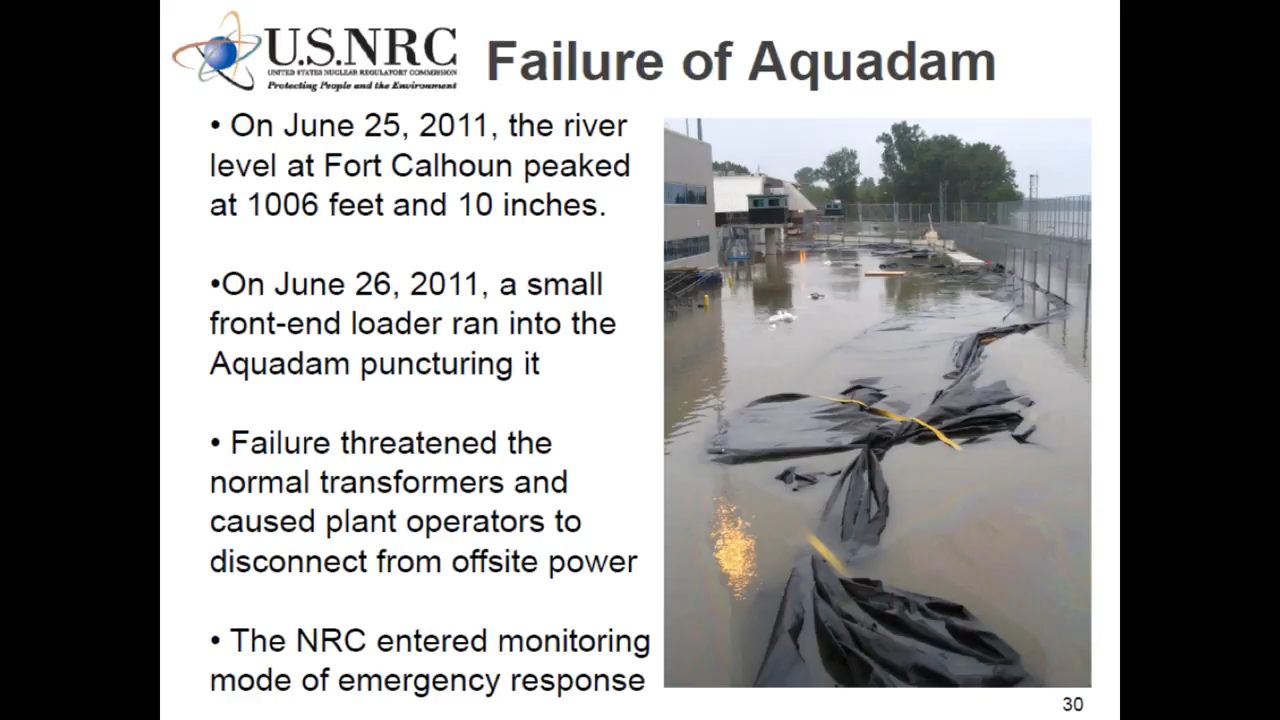 U.S.NRC
UNITED STATES NUCLEAR REGULATORY COMMISSION
Protecting People and the Environment
Failure of Aquadam
• On June 25, 2011, the river
level at Fort Calhoun peaked
at 1006 feet and 10 inches.
•On June 26, 2011, a small
front-end loader ran into the
Aquadam puncturing it
• Failure threatened the
normal transformers and
caused plant operators to
disconnect from offsite power
• The NRC entered monitoring
mode of emergency response
30